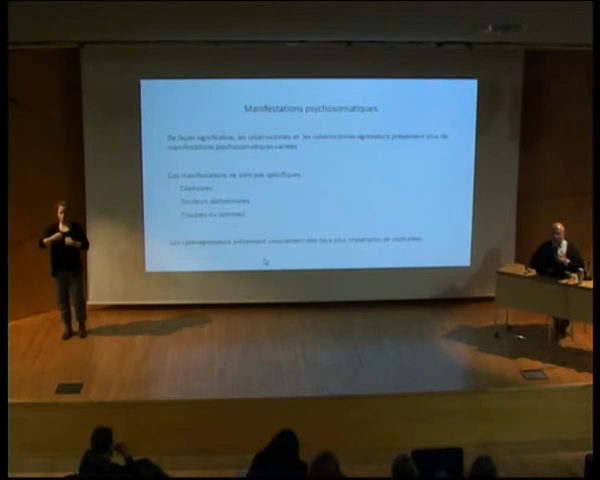 Manifestations psychosomatiques
De façon significative, les cybervictimes et les cybervictimes-agresseurs présentent plus de
manifestations psychosomatiques variées
Ces manifestations ne sont pas spécifiques :
Céphalées
Douleurs abdominales
Troubles du sommeil
Les cyberagresseurs présentent uniquement des taux plus importants de céphalées